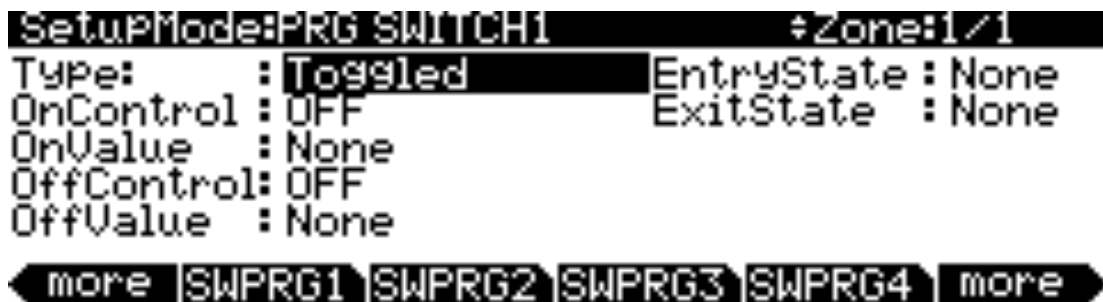 SetupMode:PRG SWITCH1 ♦Zone:1/1
Type: :Toggled EntryState:None
OnControl :OFF ExitState :None
OnValue :None
OffControl:OFF
OffValue :None
more SWPRG1 SWPRG2 SWPRG3 SWPRG4 more